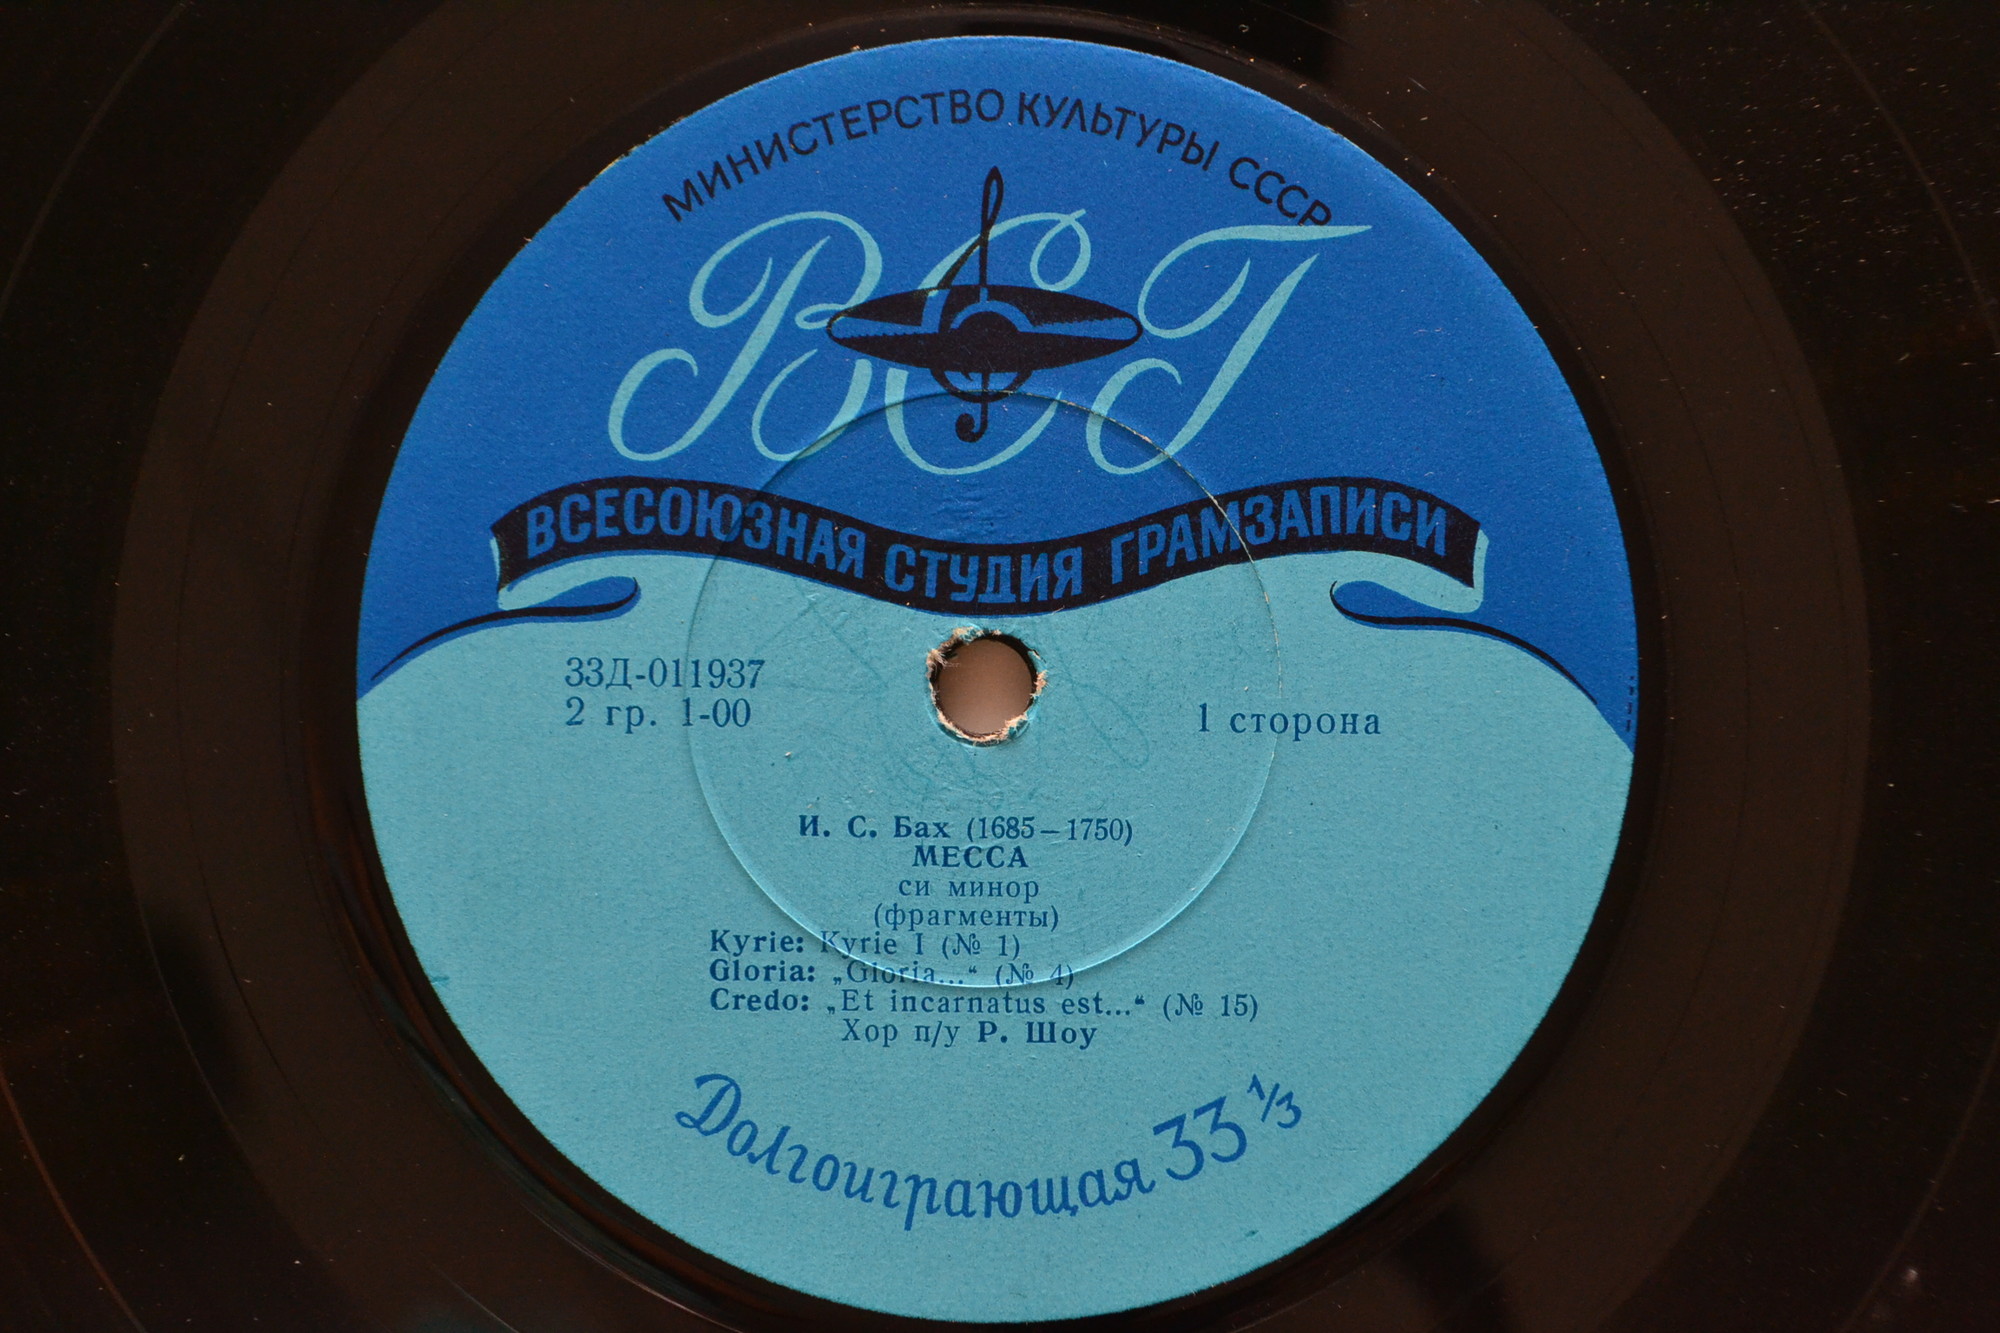 МИНИСТЕРСТВО КУЛЬТУРЫ СССР
ВСГ
ВСЕСОЮЗНАЯ СТУДИЯ ГРАМЗАПИСИ
33Д-011937
2 гр. 1-00
1 сторона
И. С. Бах (1685–1750)
МЕССА
си минор
(фрагменты)
Kyrie: Kyrie I (№ 1)
Gloria: „Gloria...“ (№ 4)
Credo: „Et incarnatus est...“ (№ 15)
Хор п/у Р. Шоу
Долгоиграющая 33 1/3